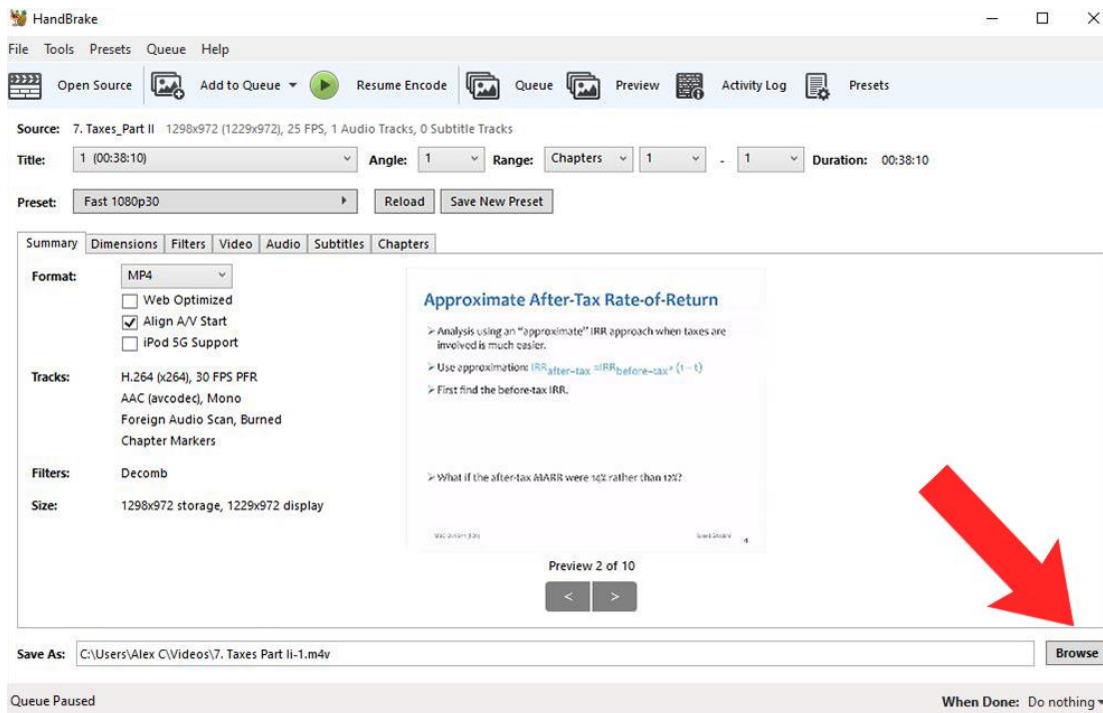 HandBrake
File Tools Presets Queue Help
Open Source Add to Queue Resume Encode Queue Preview Activity Log Presets
Source: 7. Taxes_Part II 1298x972 (1229x972), 25 FPS, 1 Audio Tracks, 0 Subtitle Tracks
Title: 1 (00:38:10) Angle: 1 Range: Chapters 1 - 1 Duration: 00:38:10
Preset: Fast 1080p30 Reload Save New Preset
Summary Dimensions Filters Video Audio Subtitles Chapters
Format: MP4
Web Optimized
Align A/V Start
iPod 5G Support
Tracks: H.264 (x264), 30 FPS PFR
AAC (avcodec), Mono
Foreign Audio Scan, Burned
Chapter Markers
Filters: Decomb
Size: 1298x972 storage, 1229x972 display
Approximate After-Tax Rate-of-Return
➢ Analysis using an “approximate” IRR approach when taxes are
involved is much easier.
➢ Use approximation: IRRafter-tax =IRRbefore-tax* (1 – t)
➢ First find the before-tax IRR.
➢ What if the after-tax MARR were 14% rather than 12%?
4
Preview 2 of 10
< >
Save As: C:\Users\Alex C\Videos\7. Taxes Part Ii-1.m4v Browse
Queue Paused When Done: Do nothing